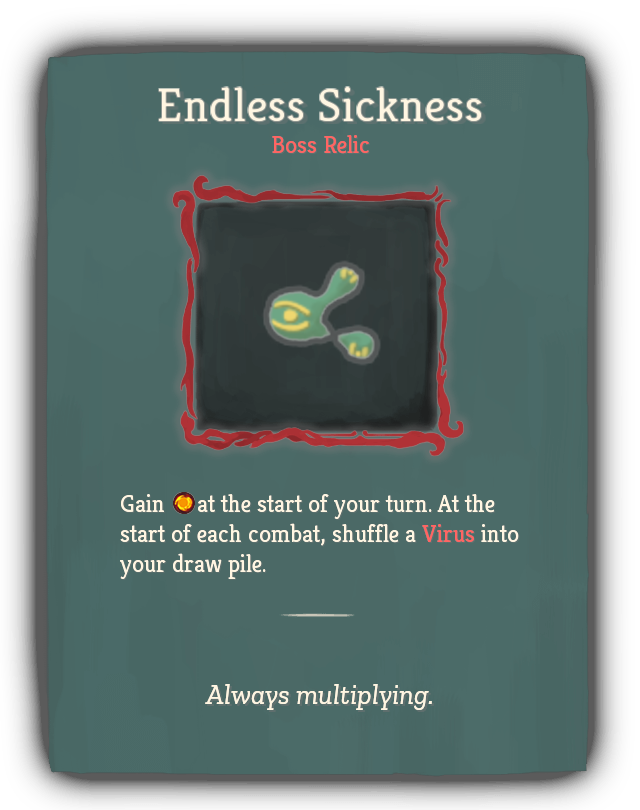 Endless Sickness
Boss Relic
Gain at the start of your turn. At the
start of each combat, shuffle a Virus into
your draw pile.
Always multiplying.